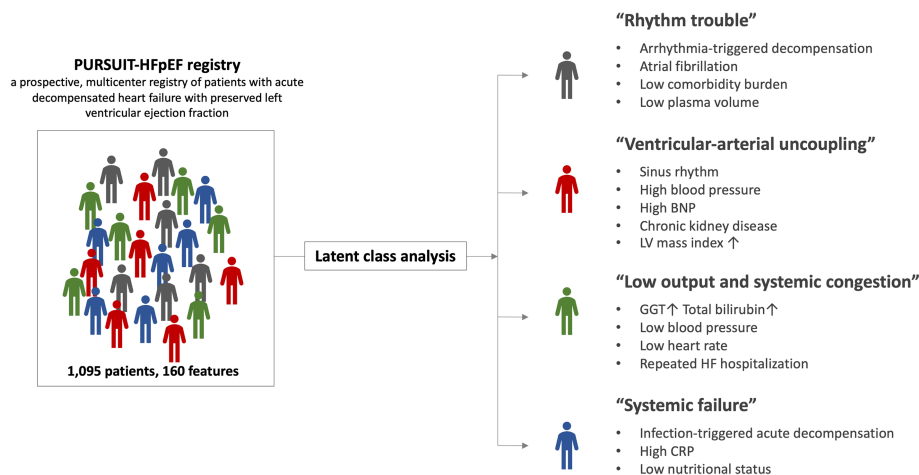 PURSUIT-HFpEF registry
a prospective, multicenter registry of patients with acute
decompensated heart failure with preserved left
ventricular ejection fraction
1,095 patients, 160 features
Latent class analysis
“Rhythm trouble”
• Arrhythmia-triggered decompensation
• Atrial fibrillation
• Low comorbidity burden
• Low plasma volume
“Ventricular-arterial uncoupling”
• Sinus rhythm
• High blood pressure
• High BNP
• Chronic kidney disease
• LV mass index ↑
“Low output and systemic congestion”
• GGT↑ Total bilirubin↑
• Low blood pressure
• Low heart rate
• Repeated HF hospitalization
“Systemic failure”
• Infection-triggered acute decompensation
• High CRP
• Low nutritional status